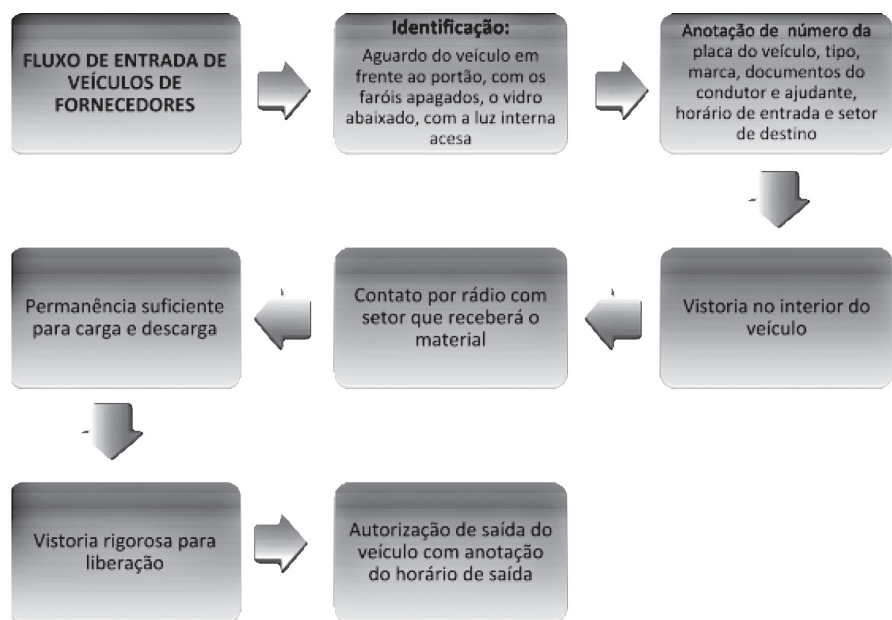 FLUXO DE ENTRADA DE
VEÍCULOS DE
FORNECEDORES
Identificação:
Aguardo do veículo em
frente ao portão, com os
faróis apagados, o vidro
abaixado, com a luz interna
acesa
Anotação de número da
placa do veículo, tipo,
marca, documentos do
condutor e ajudante,
horário de entrada e setor
de destino
Vistoria no interior do
veículo
Contato por rádio com
setor que receberá o
material
Permanência suficiente
para carga e descarga
Vistoria rigorosa para
liberação
Autorização de saída do
veículo com anotação
do horário de saída